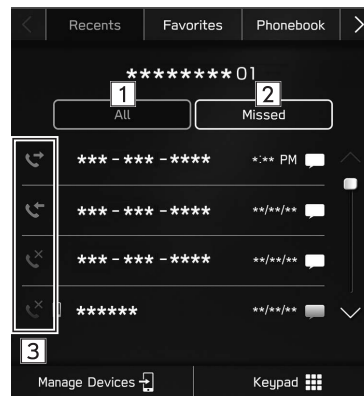 Recents Favorites Phonebook
********01
1 2
All Missed
***-***-**** *:** PM
***-***-**** **/**/**
***-***-**** **/**/**
****** **/**/**
3
Manage Devices Keypad